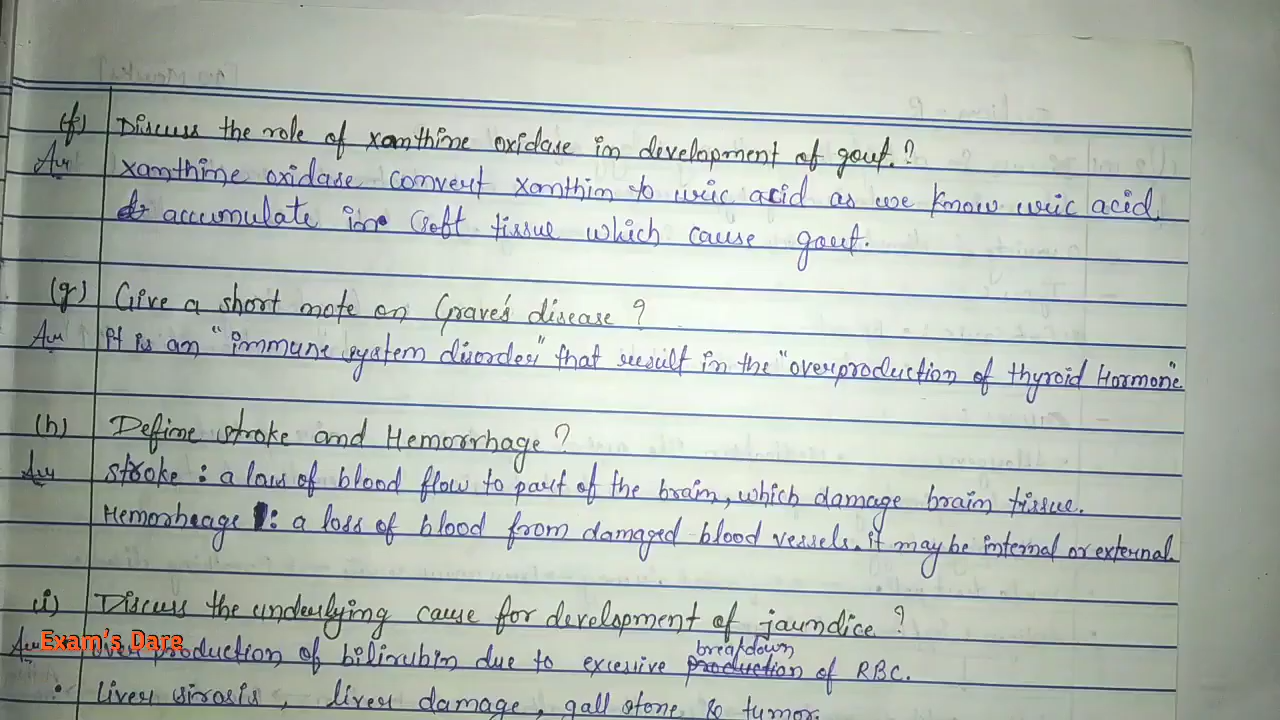 (f) Discuss the role of xanthine oxidase in development of gout.?
Ans xanthine oxidase convert xanthin to uric acid as we know uric acid
accumulate in soft tissue which cause gout.
(g) Give a short note on Grave's disease ?
Ans It is an "immune system disorder" that result in the "overproduction of thyroid Hormone"
(h) Define stroke and Hemorrhage ?
Ans stroke : a loss of blood flow to part of the brain, which damage brain tissue.
Hemorrheage : a loss of blood from damaged blood vessels. it may be internal or external.
(i) Discuss the underlying cause for development of jaundice ?
breakdown
Ans over production of bilirubin due to excessive production of RBC.
• liver sirosis, liver damage, gall stone & tumor.
Exam's Dare